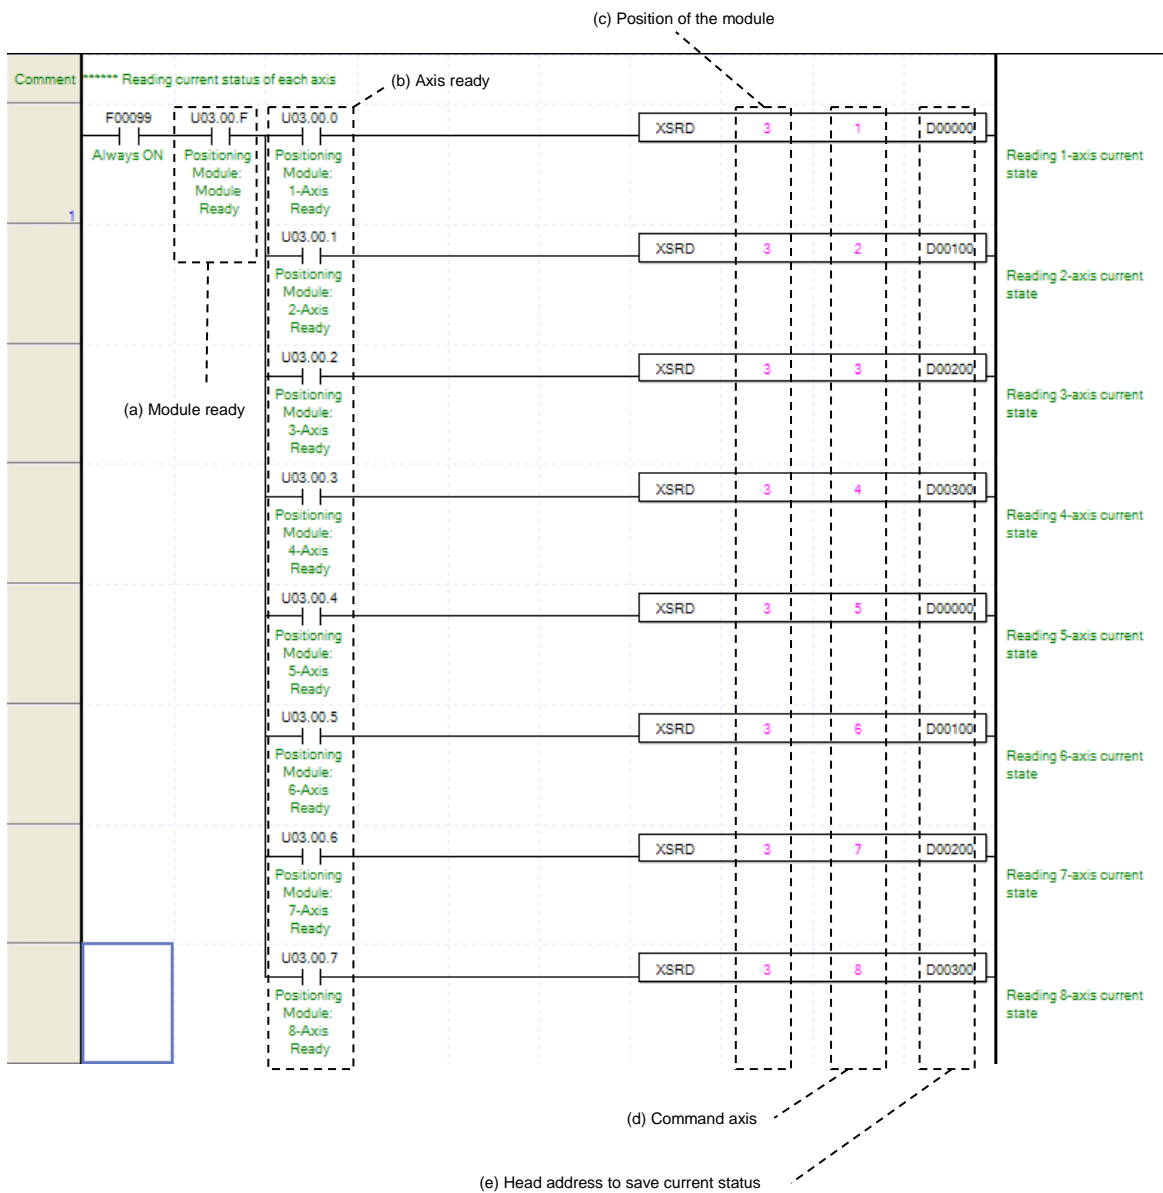 (c) Position of the module
Comment ****** Reading current status of each axis
(b) Axis ready
F00099 U03.00.F U03.00.0
XSRD 3 1 D00000
Always ON Positioning Module: Module Ready
Positioning Module: 1-Axis Ready
Reading 1-axis current
state
1
U03.00.1
XSRD 3 2 D00100
Positioning
Module:
2-Axis
Ready
Reading 2-axis current
state
U03.00.2
XSRD 3 3 D00200
(a) Module ready
Positioning
Module:
3-Axis
Ready
Reading 3-axis current
state
U03.00.3
XSRD 3 4 D00300
Positioning
Module:
4-Axis
Ready
Reading 4-axis current
state
U03.00.4
XSRD 3 5 D00000
Positioning
Module:
5-Axis
Ready
Reading 5-axis current
state
U03.00.5
XSRD 3 6 D00100
Positioning
Module:
6-Axis
Ready
Reading 6-axis current
state
U03.00.6
XSRD 3 7 D00200
Positioning
Module:
7-Axis
Ready
Reading 7-axis current
state
U03.00.7
XSRD 3 8 D00300
Positioning
Module:
8-Axis
Ready
Reading 8-axis current
state
(d) Command axis
(e) Head address to save current status